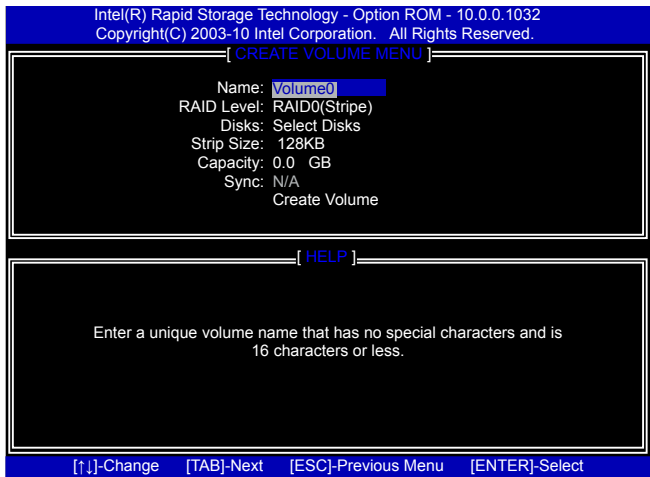 Intel(R) Rapid Storage Technology - Option ROM - 10.0.0.1032
Copyright(C) 2003-10 Intel Corporation. All Rights Reserved.
[ CREATE VOLUME MENU ]
Name: Volume0
RAID Level: RAID0(Stripe)
Disks: Select Disks
Strip Size: 128KB
Capacity: 0.0 GB
Sync: N/A
Create Volume
[ HELP ]
Enter a unique volume name that has no special characters and is
16 characters or less.
[↑↓]-Change [TAB]-Next [ESC]-Previous Menu [ENTER]-Select